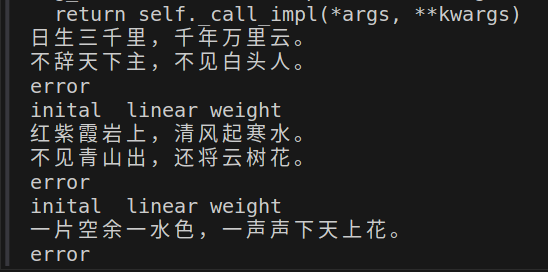 return self._call_impl(*args, **kwargs)
日生三千里，千年万里云。
不辞天下主，不见白头人。
error
inital  linear weight
红紫霞岩上，清风起寒水。
不见青山出，还将云树花。
error
inital  linear weight
一片空余一水色，一声声下天上花。
error